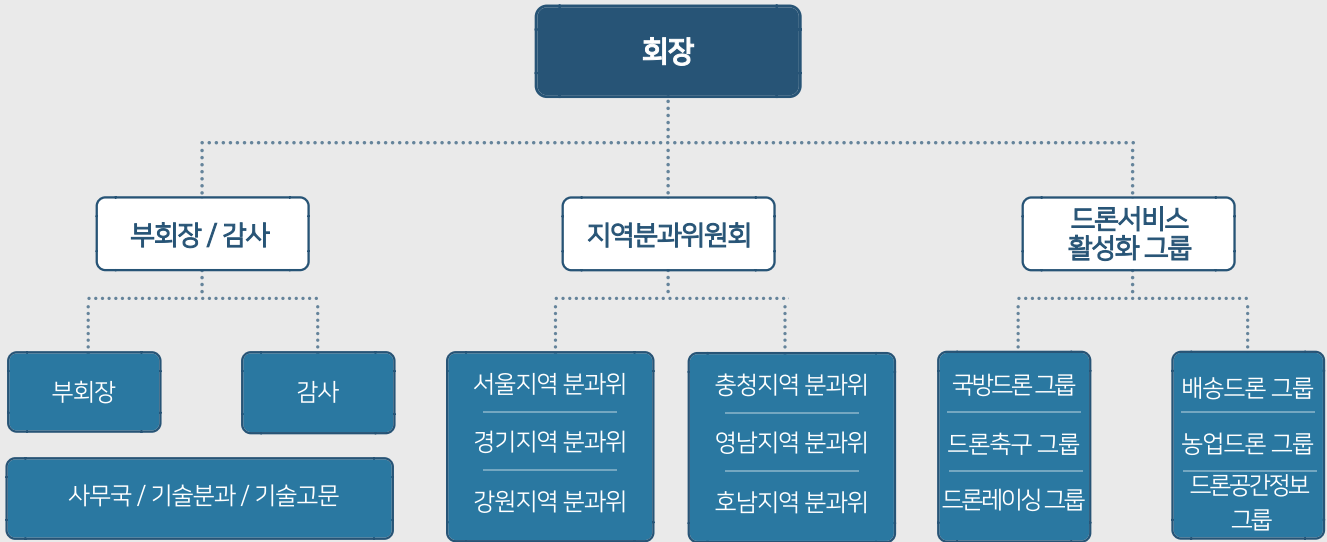 회장
부회장 / 감사
지역분과위원회
드론서비스
활성화 그룹
부회장
감사
사무국 / 기술분과 / 기술고문
서울지역 분과위
경기지역 분과위
강원지역 분과위
충청지역 분과위
영남지역 분과위
호남지역 분과위
국방드론 그룹
드론축구 그룹
드론레이싱 그룹
배송드론 그룹
농업드론 그룹
드론공간정보
그룹